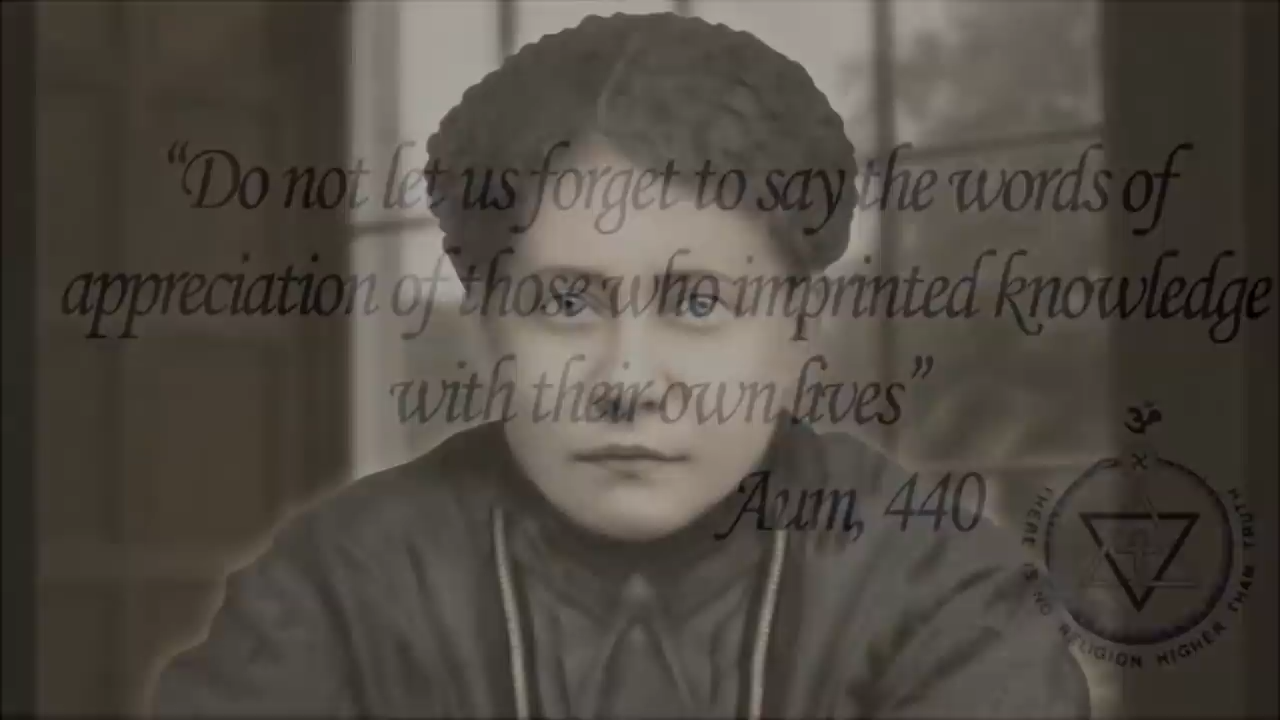 “Do not let us forget to say the words of
appreciation of those who imprinted knowledge
with their own lives”
Aum, 440
ॐ
THERE IS NO RELIGION HIGHER THAN TRUTH